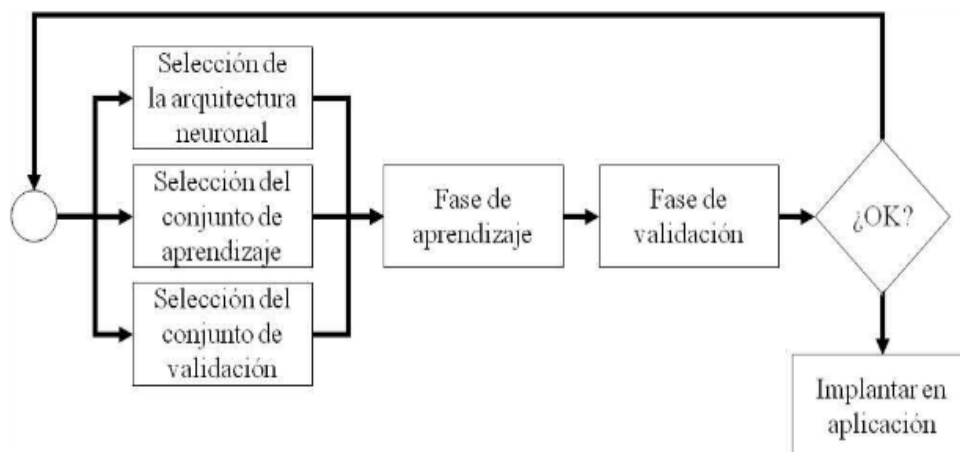 Selección de
la arquitectura
neuronal
Selección del
conjunto de
aprendizaje
Selección del
conjunto de
validación
Fase de
aprendizaje
Fase de
validación
¿OK?
Implantar en
aplicación